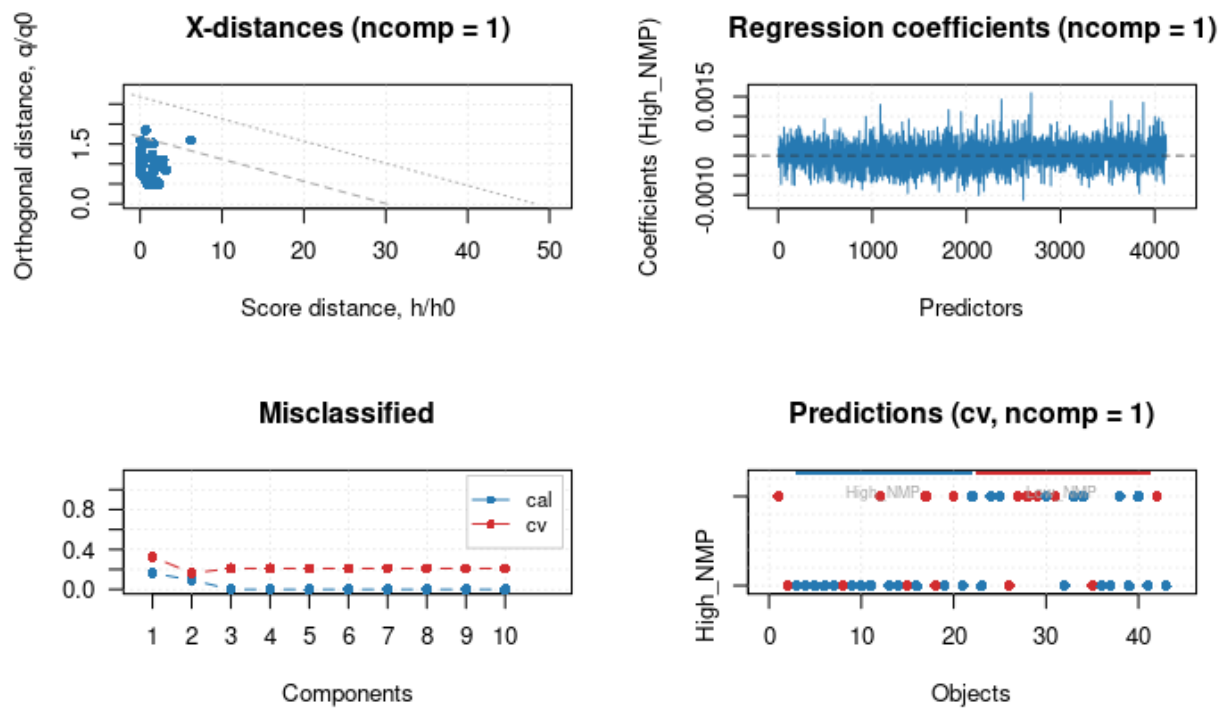 X-distances (ncomp = 1)
Orthogonal distance, q/q0
1.5
0.0
0 10 20 30 40 50
Score distance, h/h0
Regression coefficients (ncomp = 1)
Coefficients (High_NMP)
0.0015
-0.0010
0 1000 2000 3000 4000
Predictors
Misclassified
0.8
0.4
0.0
cal
cv
1 2 3 4 5 6 7 8 9 10
Components
Predictions (cv, ncomp = 1)
High_NMP Low_NMP
High_NMP
0 10 20 30 40
Objects